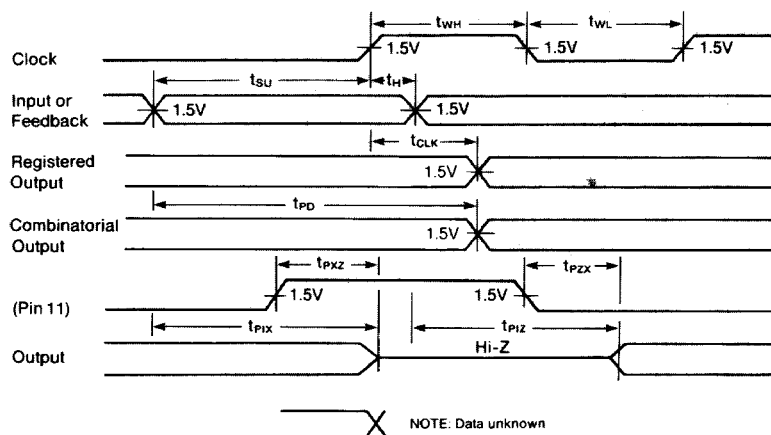 tWH
tWL
Clock
1.5V
1.5V
1.5V
tSU
tH
Input or
Feedback
1.5V
1.5V
tCLK
Registered
Output
1.5V
tPD
Combinatorial
Output
1.5V
tPXZ
tPZX
(Pin 11)
1.5V
1.5V
tPIX
tPIZ
Output
Hi-Z
NOTE: Data unknown